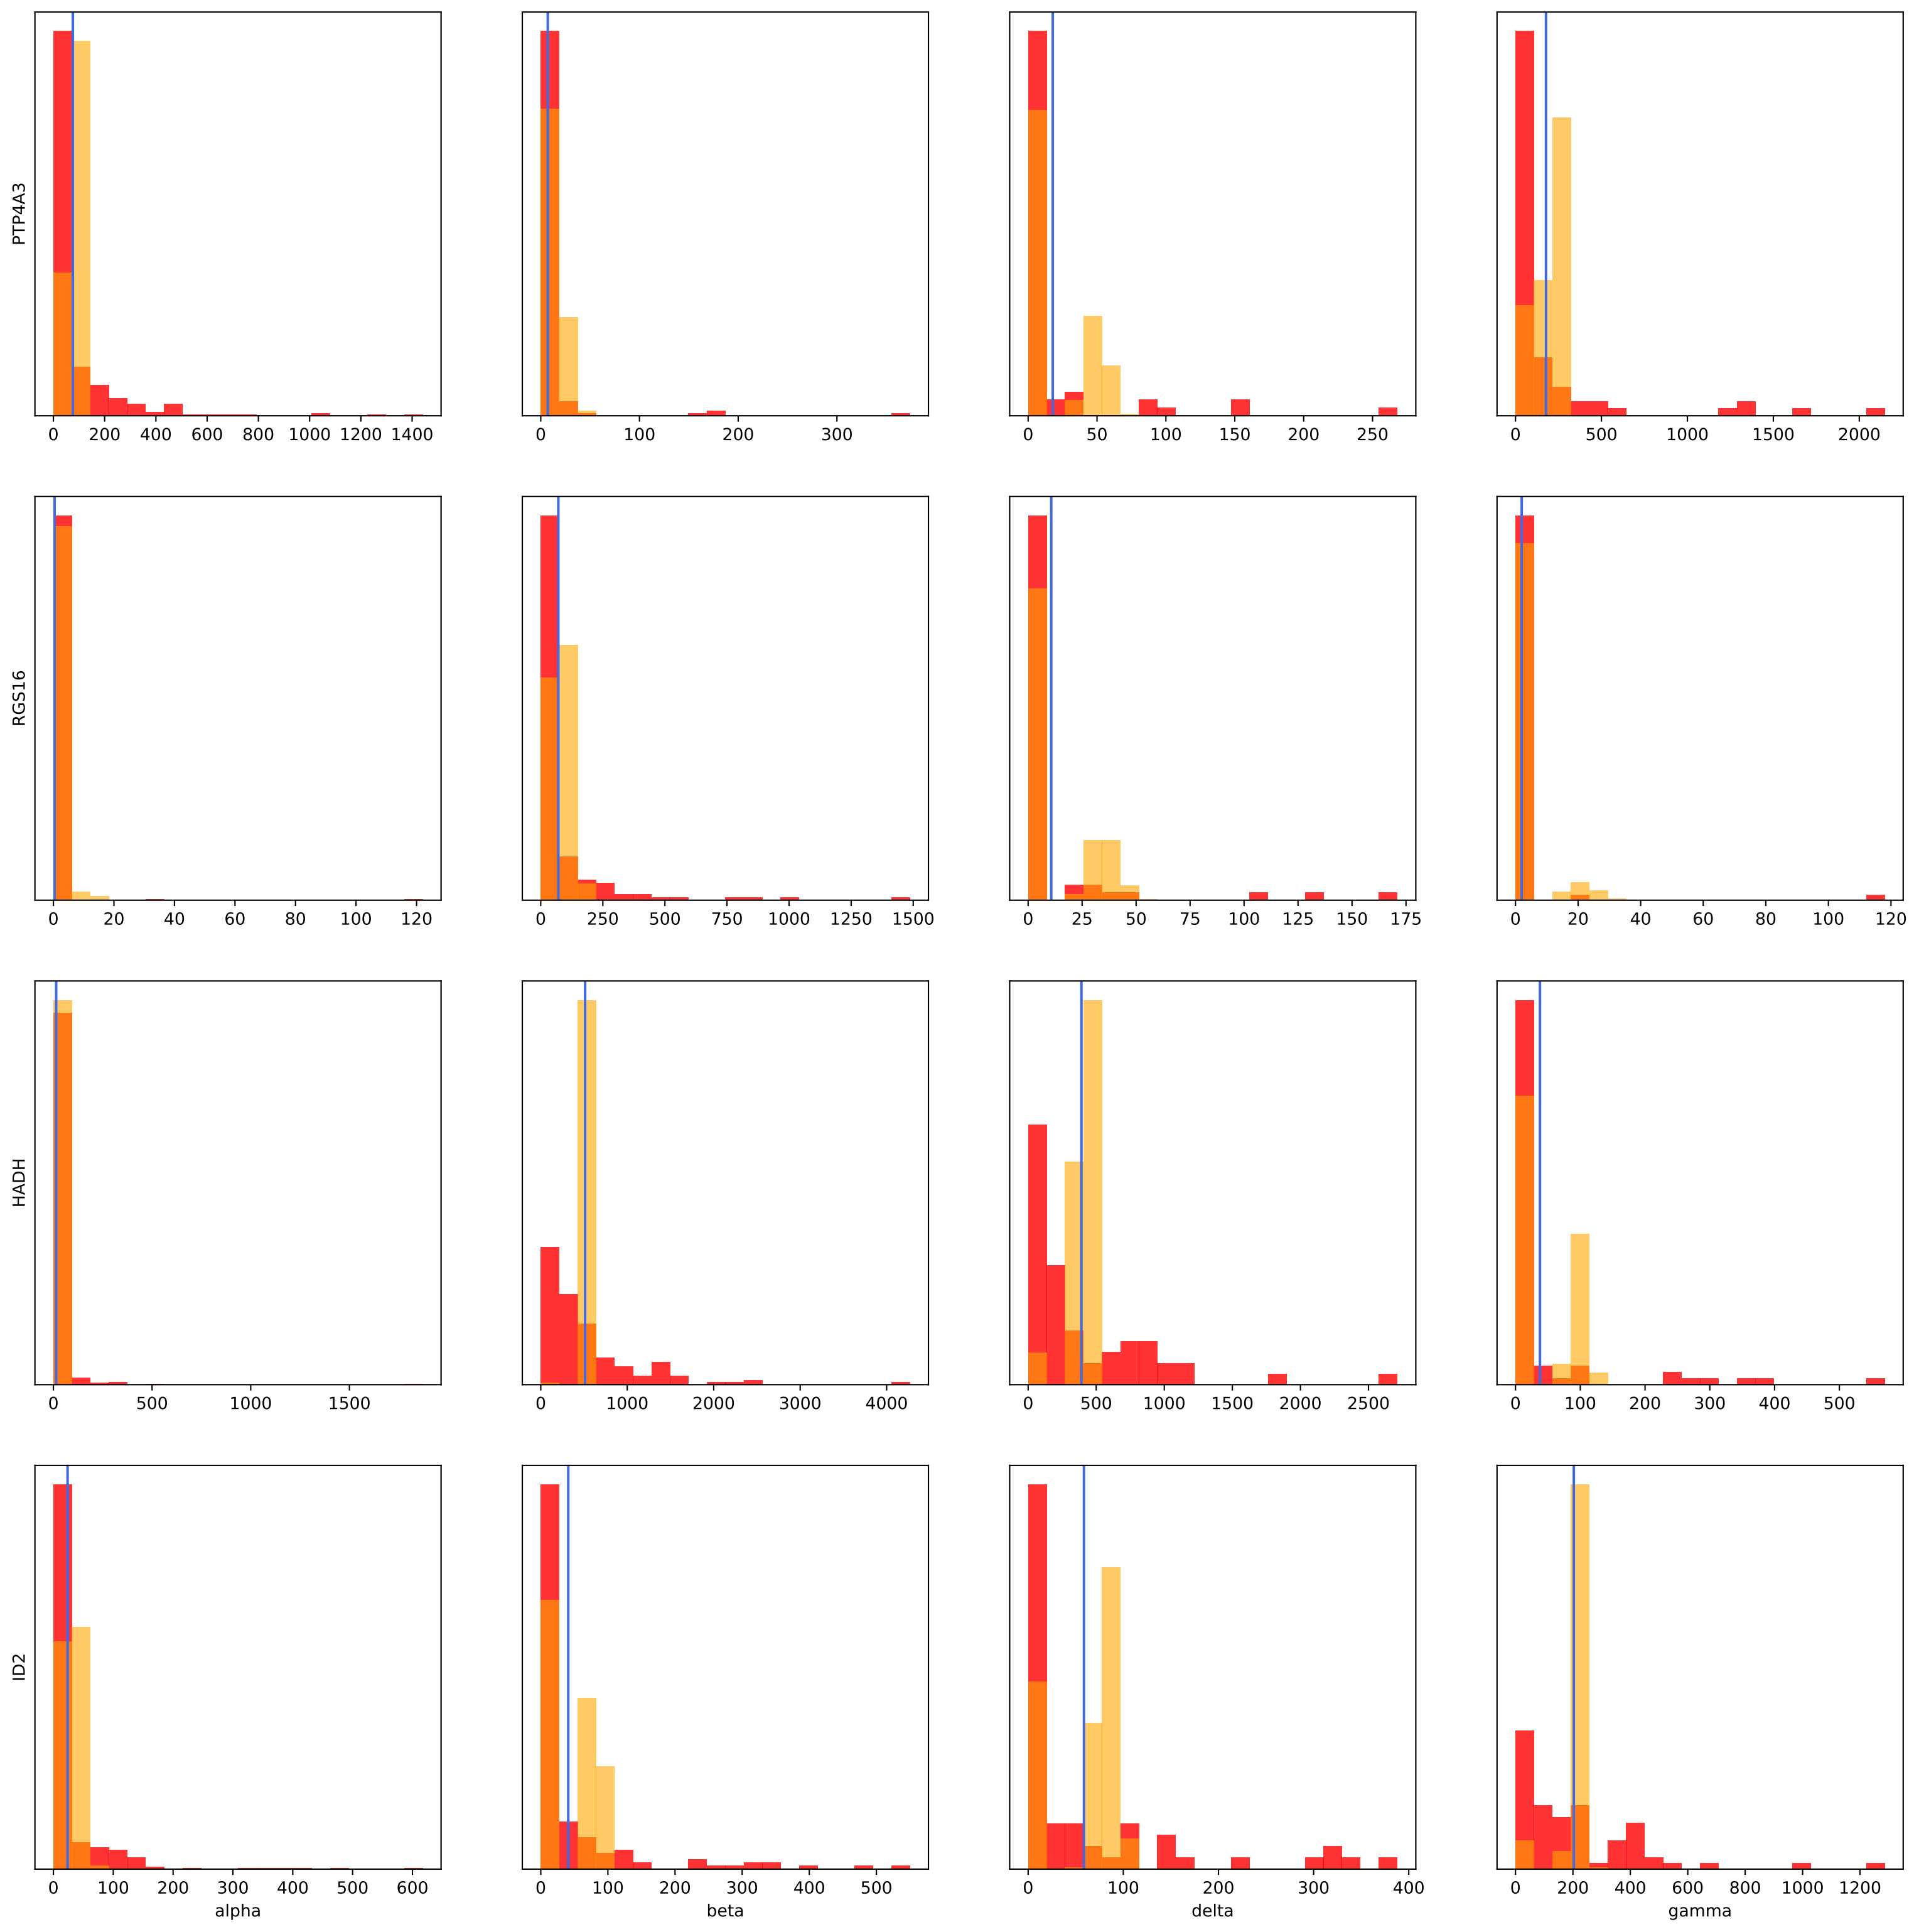 PTP4A3
0 200 400 600 800 1000 1200 1400
0 100 200 300
0 50 100 150 200 250
0 500 1000 1500 2000
RGS16
0 20 40 60 80 100 120
0 250 500 750 1000 1250 1500
0 25 50 75 100 125 150 175
0 20 40 60 80 100 120
HADH
0 500 1000 1500
0 1000 2000 3000 4000
0 500 1000 1500 2000 2500
0 100 200 300 400 500
ID2
0 100 200 300 400 500 600
0 100 200 300 400 500
0 100 200 300 400
0 200 400 600 800 1000 1200
alpha
beta
delta
gamma